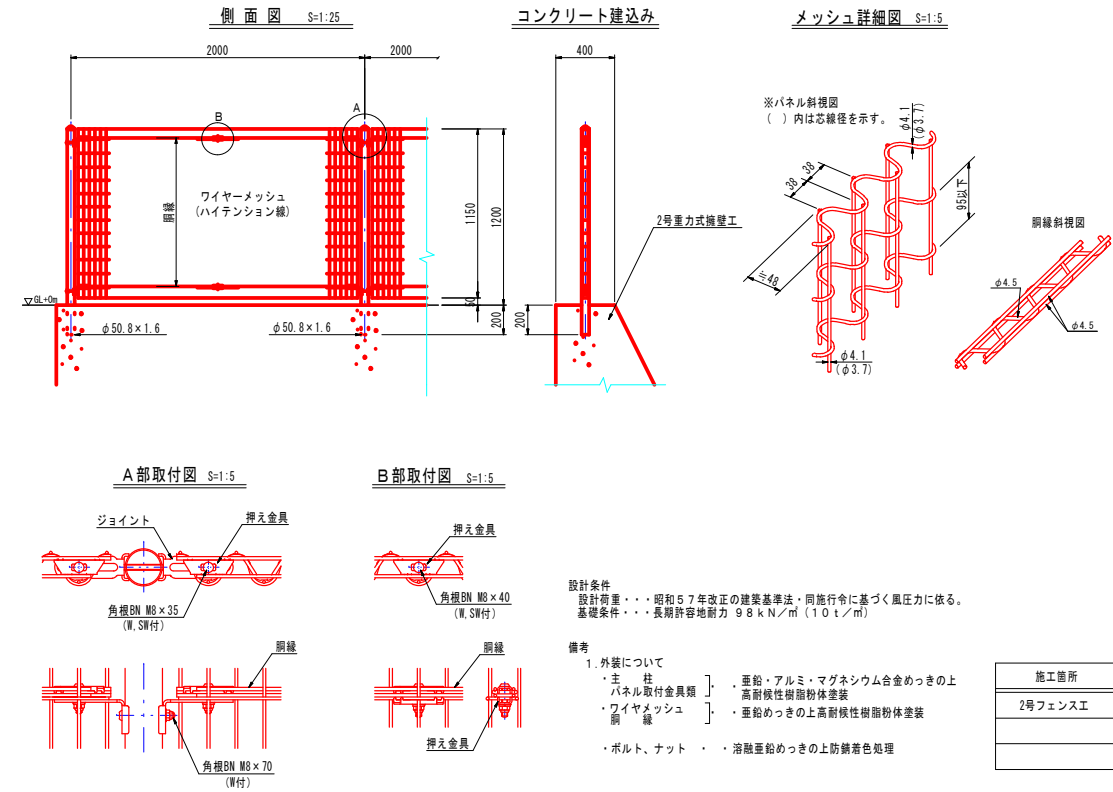 側面図 S=1:25
2000
2000
A
B
ワイヤーメッシュ
(ハイテンション線)
胴縁
1150
1200
50
200
▽GL+0m
φ50.8×1.6
φ50.8×1.6
コンクリート建込み
400
2号重力式擁壁工
200
メッシュ詳細図 S=1:5
※パネル斜視図
( )内は芯線径を示す。
φ4.1
(φ3.7)
38
38
95以下
≒48
φ4.1
(φ3.7)
胴縁斜視図
φ4.5
φ4.5
A部取付図 S=1:5
ジョイント
押え金具
角根BN M8×35
(W,SW付)
胴縁
角根BN M8×70
(W付)
B部取付図 S=1:5
押え金具
角根BN M8×40
(W,SW付)
胴縁
押え金具
設計条件
設計荷重・・・昭和57年改正の建築基準法・同施行令に基づく風圧力に依る。
基礎条件・・・長期許容地耐力 98kN/㎡(10t/㎡)
備考
1.外装について
・主 柱
パネル取付金具類 ・ ・亜鉛・アルミ・マグネシウム合金めっきの上
高耐候性樹脂粉体塗装
・ワイヤメッシュ
胴 縁 ・ ・亜鉛めっきの上高耐候性樹脂粉体塗装
・ボルト、ナット ・ ・溶融亜鉛めっきの上防錆着色処理
施工箇所
2号フェンス工